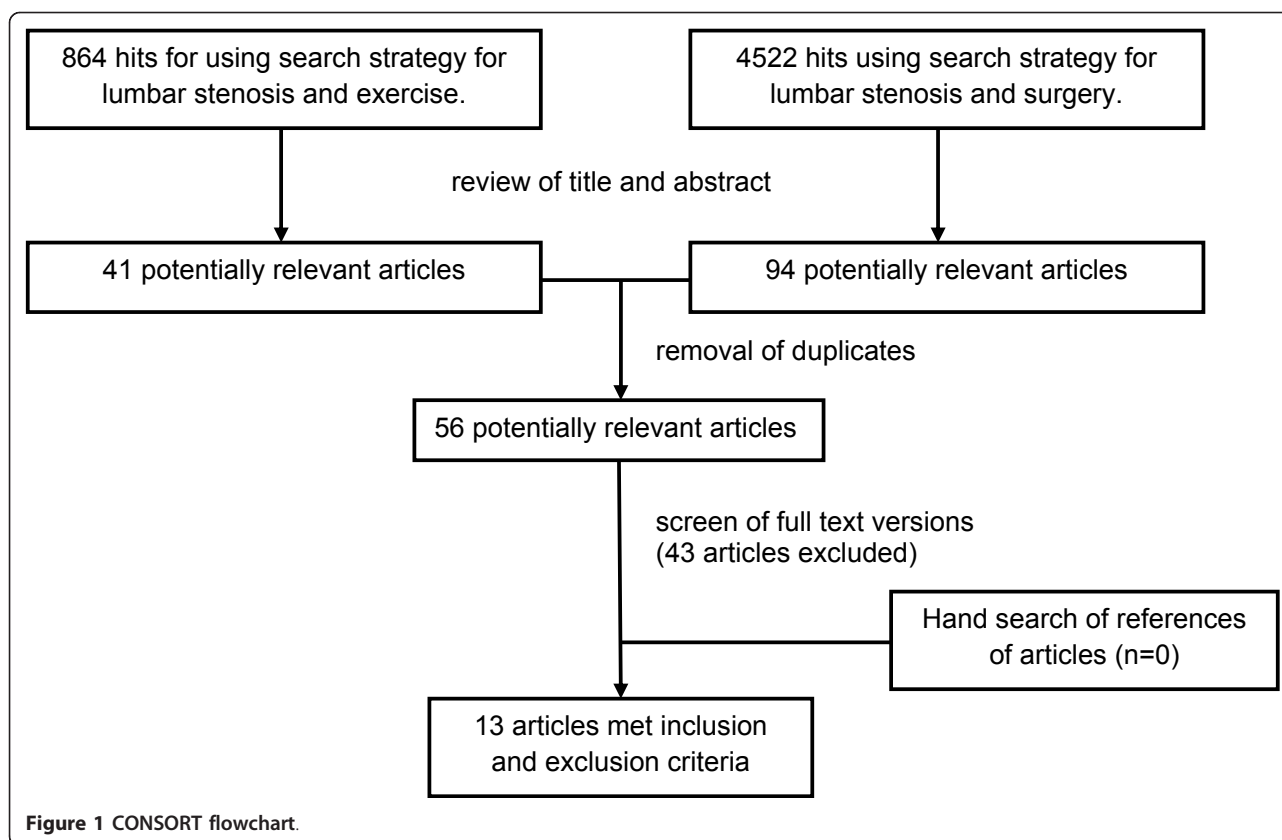 864 hits for using search strategy for
lumbar stenosis and exercise.
4522 hits using search strategy for
lumbar stenosis and surgery.
review of title and abstract
41 potentially relevant articles
94 potentially relevant articles
removal of duplicates
56 potentially relevant articles
screen of full text versions
(43 articles excluded)
Hand search of references
of articles (n=0)
13 articles met inclusion
and exclusion criteria
Figure 1 CONSORT flowchart.